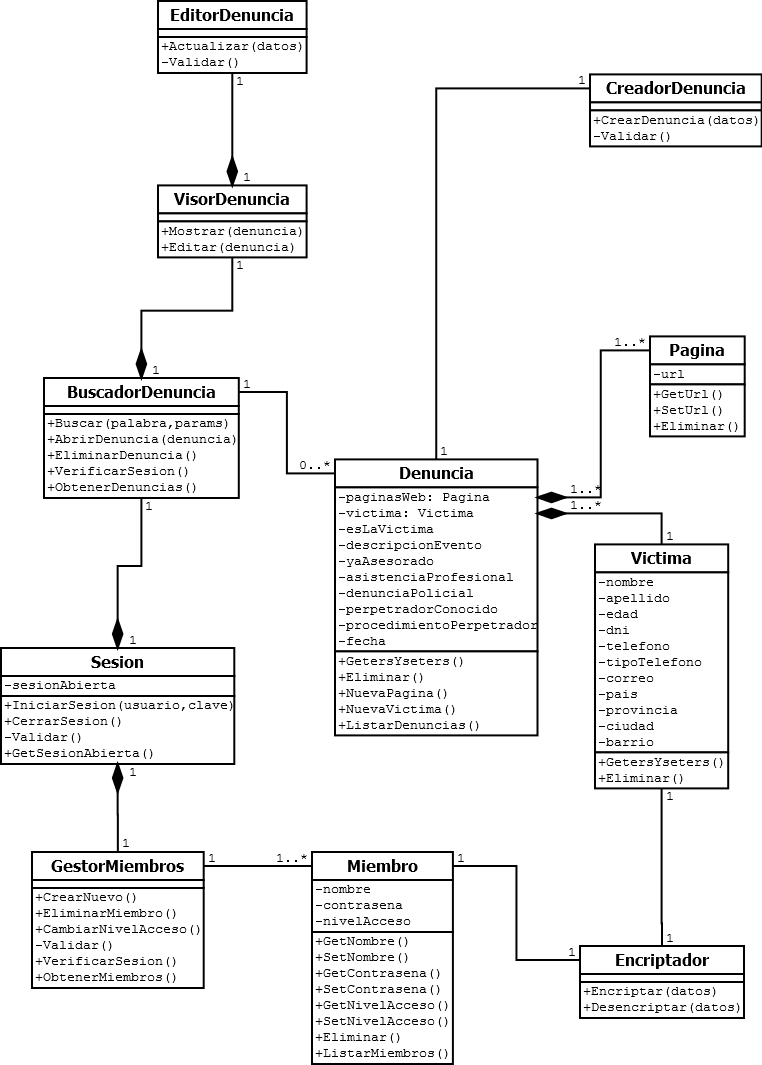 EditorDenuncia
+Actualizar(datos)
-Validar()
1
1
CreadorDenuncia
+CrearDenuncia(datos)
-Validar()
1
VisorDenuncia
+Mostrar(denuncia)
+Editar(denuncia)
1
1
BuscadorDenuncia
+Buscar(palabra,params)
+AbrirDenuncia(denuncia)
+EliminarDenuncia()
+VerificarSesion()
+ObtenerDenuncias()
1
0..*
1
1..*
Pagina
-url
+GetUrl()
+SetUrl()
+Eliminar()
1
Denuncia
-paginasWeb: Pagina
-victima: Victima
-esLaVictima
-descripcionEvento
-yaAsesorado
-asistenciaProfesional
-denunciaPolicial
-perpetradorConocido
-procedimientoPerpetrador
-fecha
+GetersYseters()
+Eliminar()
+NuevaPagina()
+NuevaVictima()
+ListarDenuncias()
1..*
1..*
1
Victima
-nombre
-apellido
-edad
-dni
-telefono
-tipoTelefono
-correo
-pais
-provincia
-ciudad
-barrio
+GetersYseters()
+Eliminar()
1
1
Sesion
-sesionAbierta
+IniciarSesion(usuario,clave)
+CerrarSesion()
-Validar()
+GetSesionAbierta()
1
1
GestorMiembros
+CrearNuevo()
+EliminarMiembro()
+CambiarNivelAcceso()
-Validar()
+VerificarSesion()
+ObtenerMiembros()
1
1..*
Miembro
-nombre
-contrasena
-nivelAcceso
+GetNombre()
+SetNombre()
+GetContrasena()
+SetContrasena()
+GetNivelAcceso()
+SetNivelAcceso()
+Eliminar()
+ListarMiembros()
1
1
1
Encriptador
+Encriptar(datos)
+Desencriptar(datos)